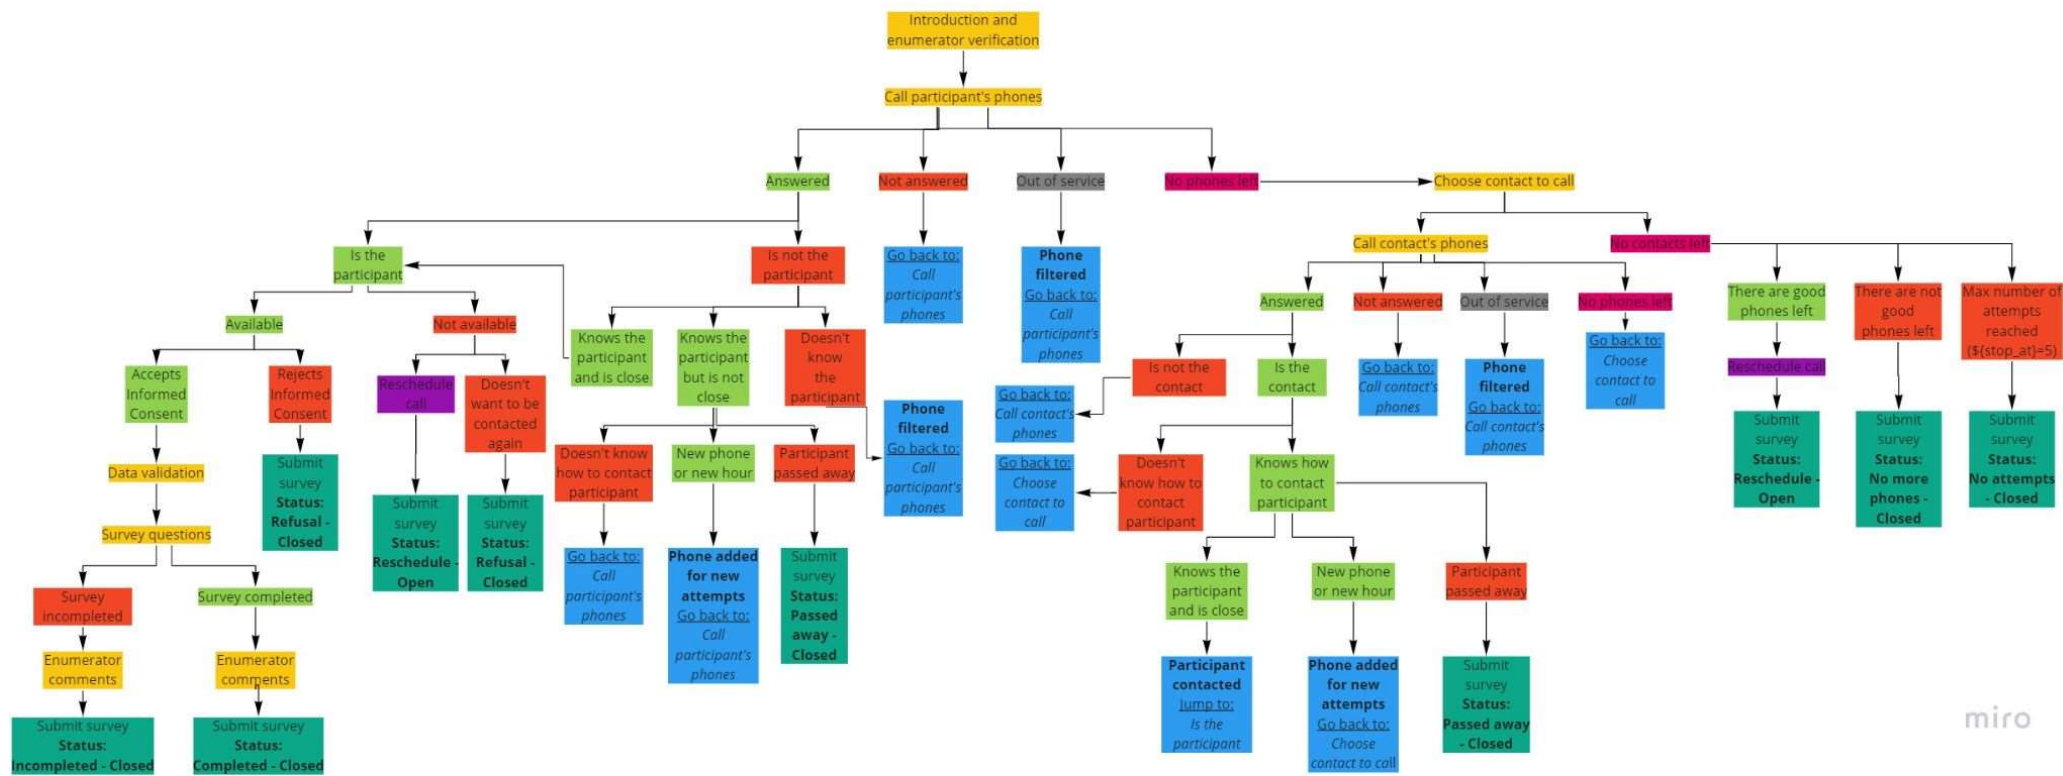 Introduction and
enumerator verification
Call participant's phones
Answered
Not answered
Out of service
No phones left
Choose contact to call
Is the
participant
Is not the
participant
Go back to:
Call
participant's
phones
Phone
filtered
Go back to:
Call
participant's
phones
Call contact's phones
No contacts left
Available
Not available
Knows the
participant
and is close
Knows the
participant
but is not
close
Doesn't
know
the
participant
Answered
Not answered
Out of service
No phones left
There are good
phones left
There are not
good
phones left
Max number of
attempts
reached
(${stop_at}=5)
Accepts
Informed
Consent
Rejects
Informed
Consent
Reschedule
call
Doesn't
want to be
contacted
again
Phone
filtered
Go back to:
Call
participant's
phones
Is not the
contact
Is the
contact
Go back to:
Call contact's
phones
Phone
filtered
Go back to:
Call contact's
phones
Go back to:
Choose
contact to
call
Reschedule call
Go back to:
Call contact's
phones
Data validation
Submit
survey
Status:
Refusal -
Closed
Doesn't know
how to contact
participant
New phone
or new hour
Participant
passed away
Go back to:
Choose
contact to
call
Doesn't
know how to
contact
participant
Knows how
to contact
participant
Submit
survey
Status:
Reschedule -
Open
Submit
survey
Status:
No more
phones -
Closed
Submit
survey
Status:
No attempts
- Closed
Survey questions
Submit
survey
Status:
Reschedule -
Open
Submit
survey
Status:
Refusal -
Closed
Go back to:
Call
participant's
phones
Phone added
for new
attempts
Go back to:
Call
participant's
phones
Submit
survey
Status:
Passed
away -
Closed
Knows the
participant
and is close
New phone
or new hour
Participant
passed away
Survey
incompleted
Survey completed
Enumerator
comments
Enumerator
comments
Participant
contacted
Jump to:
Is the
participant
Phone added
for new
attempts
Go back to:
Choose
contact to call
Submit
survey
Status:
Passed away
- Closed
Submit survey
Status:
Incompleted - Closed
Submit survey
Status:
Completed - Closed
miro